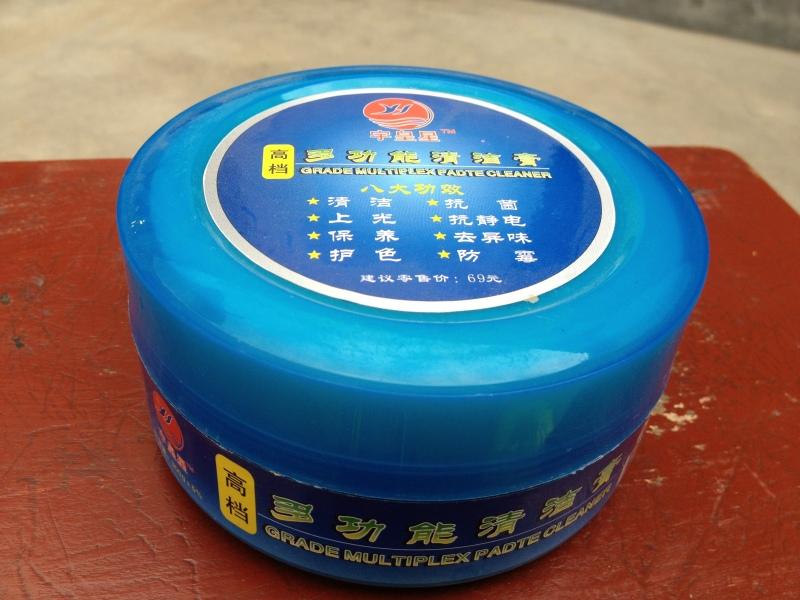 YH
宇皇星™
高档
多功能清洁膏
GRADE MULTIPLEX PADTE CLEANER
八大功效
★清洁 ★抗菌
★上光 ★抗静电
★保养 ★去异味
★护色 ★防霉
建议零售价：69元
高档
多功能清洁膏
GRADE MULTIPLEX PADTE CLEANER